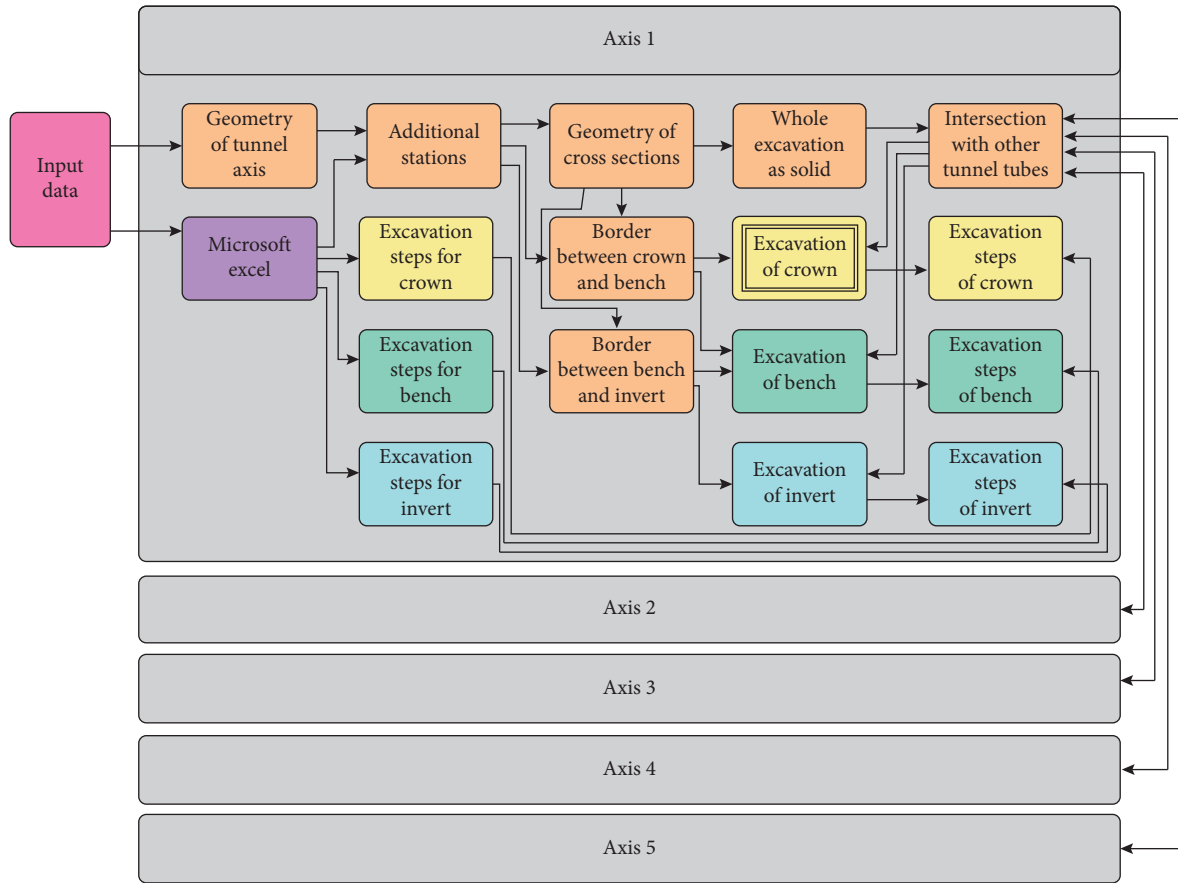 Axis 1
Input
data
Geometry
of tunnel
axis
Additional
stations
Geometry of
cross sections
Whole
excavation
as solid
Intersection
with other
tunnel tubes
Microsoft
excel
Excavation
steps for
crown
Border
between crown
and bench
Excavation
of crown
Excavation
steps
of crown
Excavation
steps for
bench
Border
between bench
and invert
Excavation
of bench
Excavation
steps
of bench
Excavation
steps for
invert
Excavation
of invert
Excavation
steps
of invert
Axis 2
Axis 3
Axis 4
Axis 5